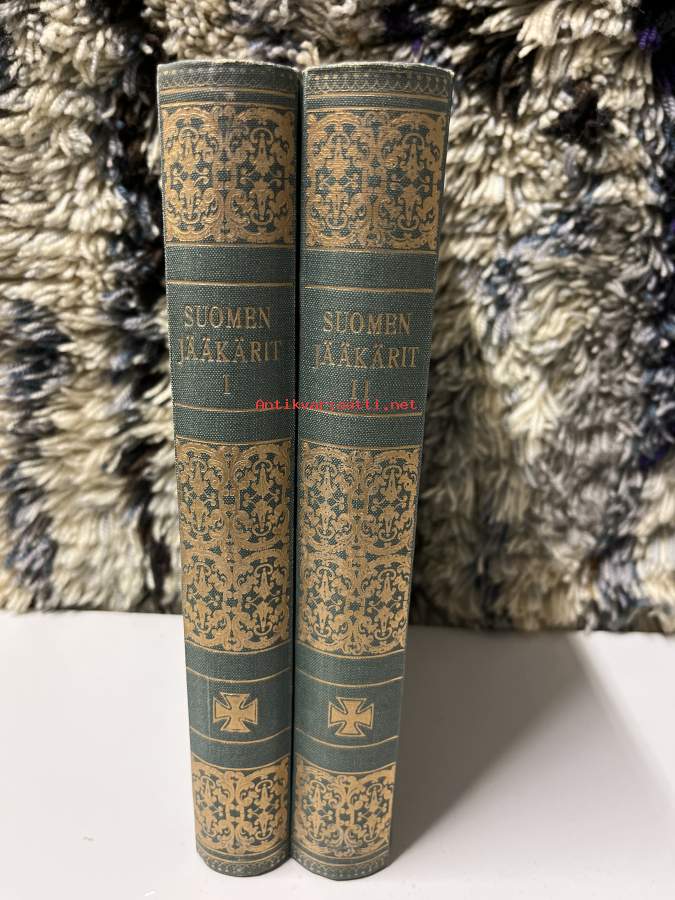 SUOMEN
JÄÄKÄRIT
I
SUOMEN
JÄÄKÄRIT
II
Antikvariaatti.net